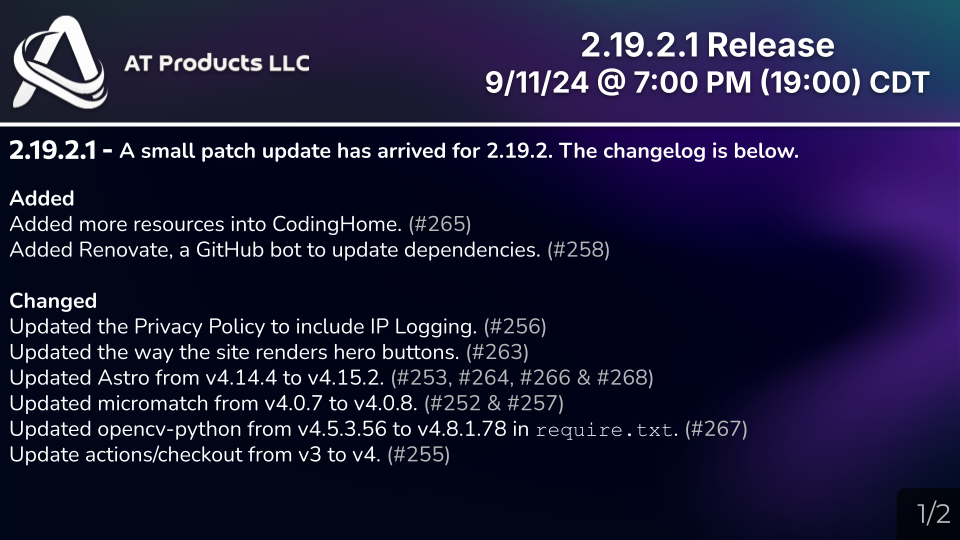 AT Products LLC
2.19.2.1 Release
9/11/24 @ 7:00 PM (19:00) CDT
2.19.2.1 - A small patch update has arrived for 2.19.2. The changelog is below.
Added
Added more resources into CodingHome. (#265)
Added Renovate, a GitHub bot to update dependencies. (#258)
Changed
Updated the Privacy Policy to include IP Logging. (#256)
Updated the way the site renders hero buttons. (#263)
Updated Astro from v4.14.4 to v4.15.2. (#253, #264, #266 & #268)
Updated micromatch from v4.0.7 to v4.0.8. (#252 & #257)
Updated opencv-python from v4.5.3.56 to v4.8.1.78 in require.txt. (#267)
Update actions/checkout from v3 to v4. (#255)
1/2